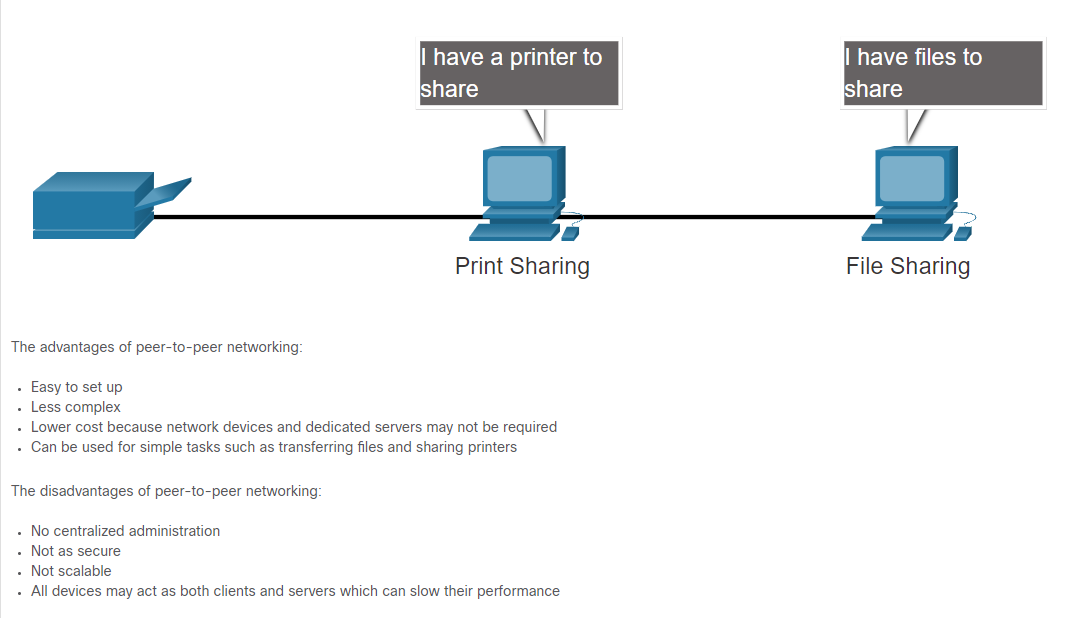 I have a printer to
share
I have files to
share
Print Sharing
File Sharing
The advantages of peer-to-peer networking:
Easy to set up
Less complex
Lower cost because network devices and dedicated servers may not be required
Can be used for simple tasks such as transferring files and sharing printers
The disadvantages of peer-to-peer networking:
No centralized administration
Not as secure
Not scalable
All devices may act as both clients and servers which can slow their performance